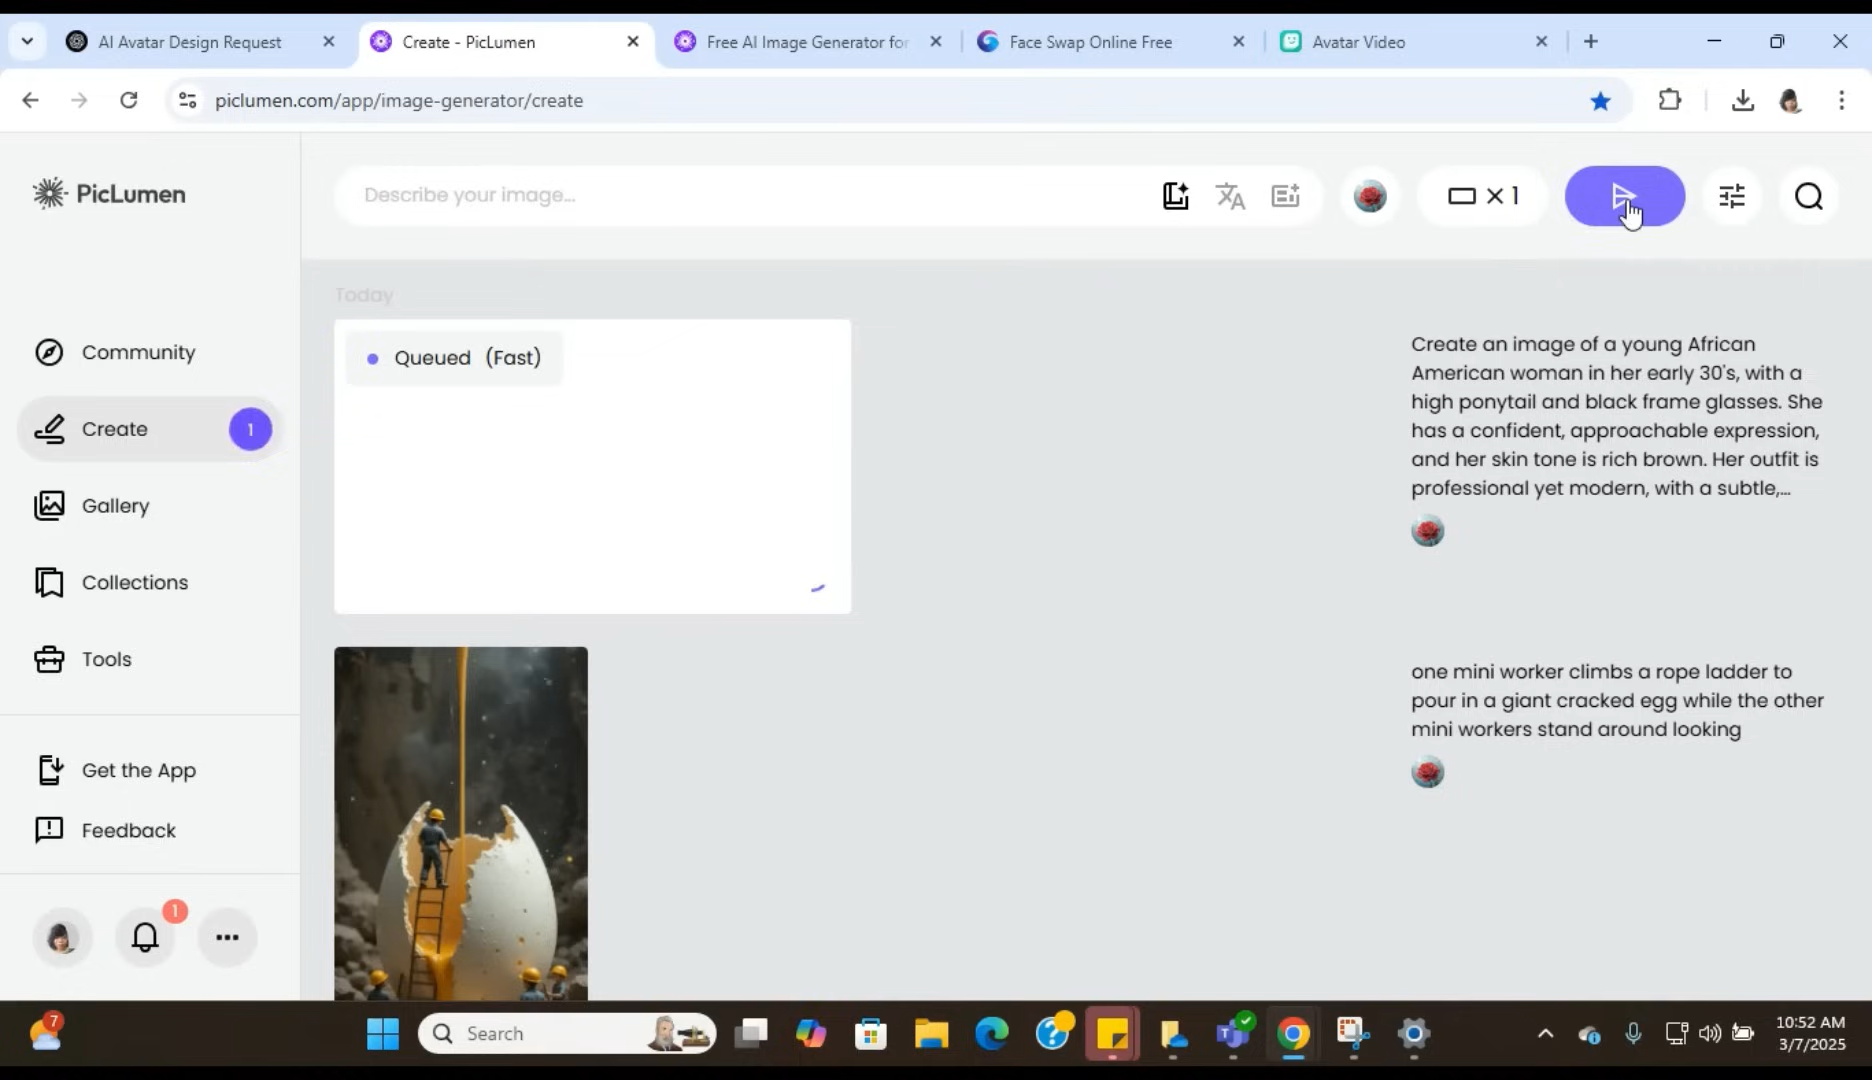 AI Avatar Design Request
Create - PicLumen
Free AI Image Generator for
Face Swap Online Free
Avatar Video
piclumen.com/app/image-generator/create
PicLumen
Describe your image...
× 1
Today
Queued (Fast)
Create an image of a young African
American woman in her early 30's, with a
high ponytail and black frame glasses. She
has a confident, approachable expression,
and her skin tone is rich brown. Her outfit is
professional yet modern, with a subtle,...
Community
Create
1
Gallery
Collections
Tools
one mini worker climbs a rope ladder to
pour in a giant cracked egg while the other
mini workers stand around looking
Get the App
Feedback
1
7
Search
10:52 AM
3/7/2025